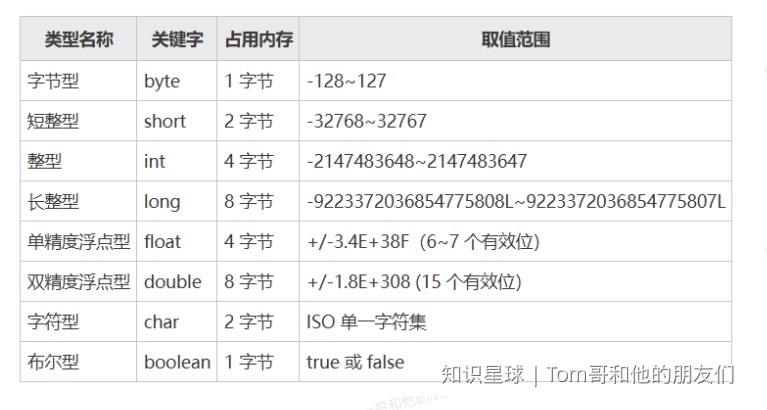 类型名称 关键字 占用内存 取值范围
字节型 byte 1 字节 -128~127
短整型 short 2 字节 -32768~32767
整型 int 4 字节 -2147483648~2147483647
长整型 long 8 字节 -9223372036854775808L~9223372036854775807L
单精度浮点型 float 4 字节 +/-3.4E+38F（6~7 个有效位）
双精度浮点型 double 8 字节 +/-1.8E+308 (15 个有效位)
字符型 char 2 字节 ISO 单一字符集
布尔型 boolean 1 字节 true 或 false
知识星球 | Tom哥和他的朋友们